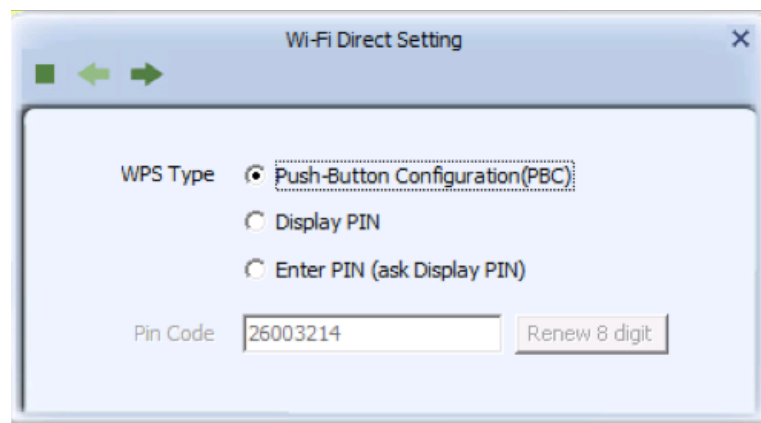 Wi-Fi Direct Setting
WPS Type Push-Button Configuration(PBC)
Display PIN
Enter PIN (ask Display PIN)
Pin Code 26003214 Renew 8 digit